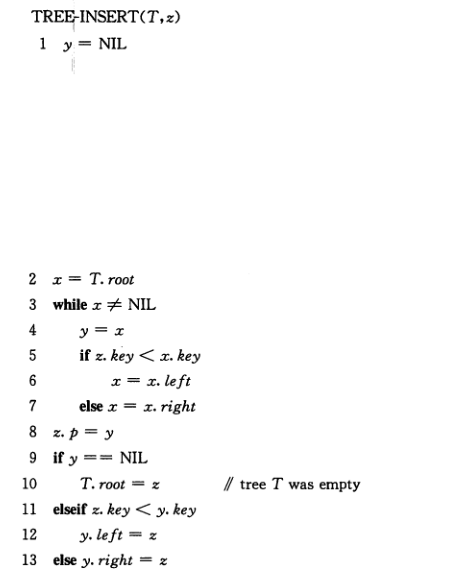 TREE-INSERT(T,z)
1 y = NIL
2 x = T.root
3 while x ≠ NIL
4 y = x
5 if z.key < x.key
6 x = x.left
7 else x = x.right
8 z.p = y
9 if y == NIL
10 T.root = z // tree T was empty
11 elseif z.key < y.key
12 y.left = z
13 else y.right = z